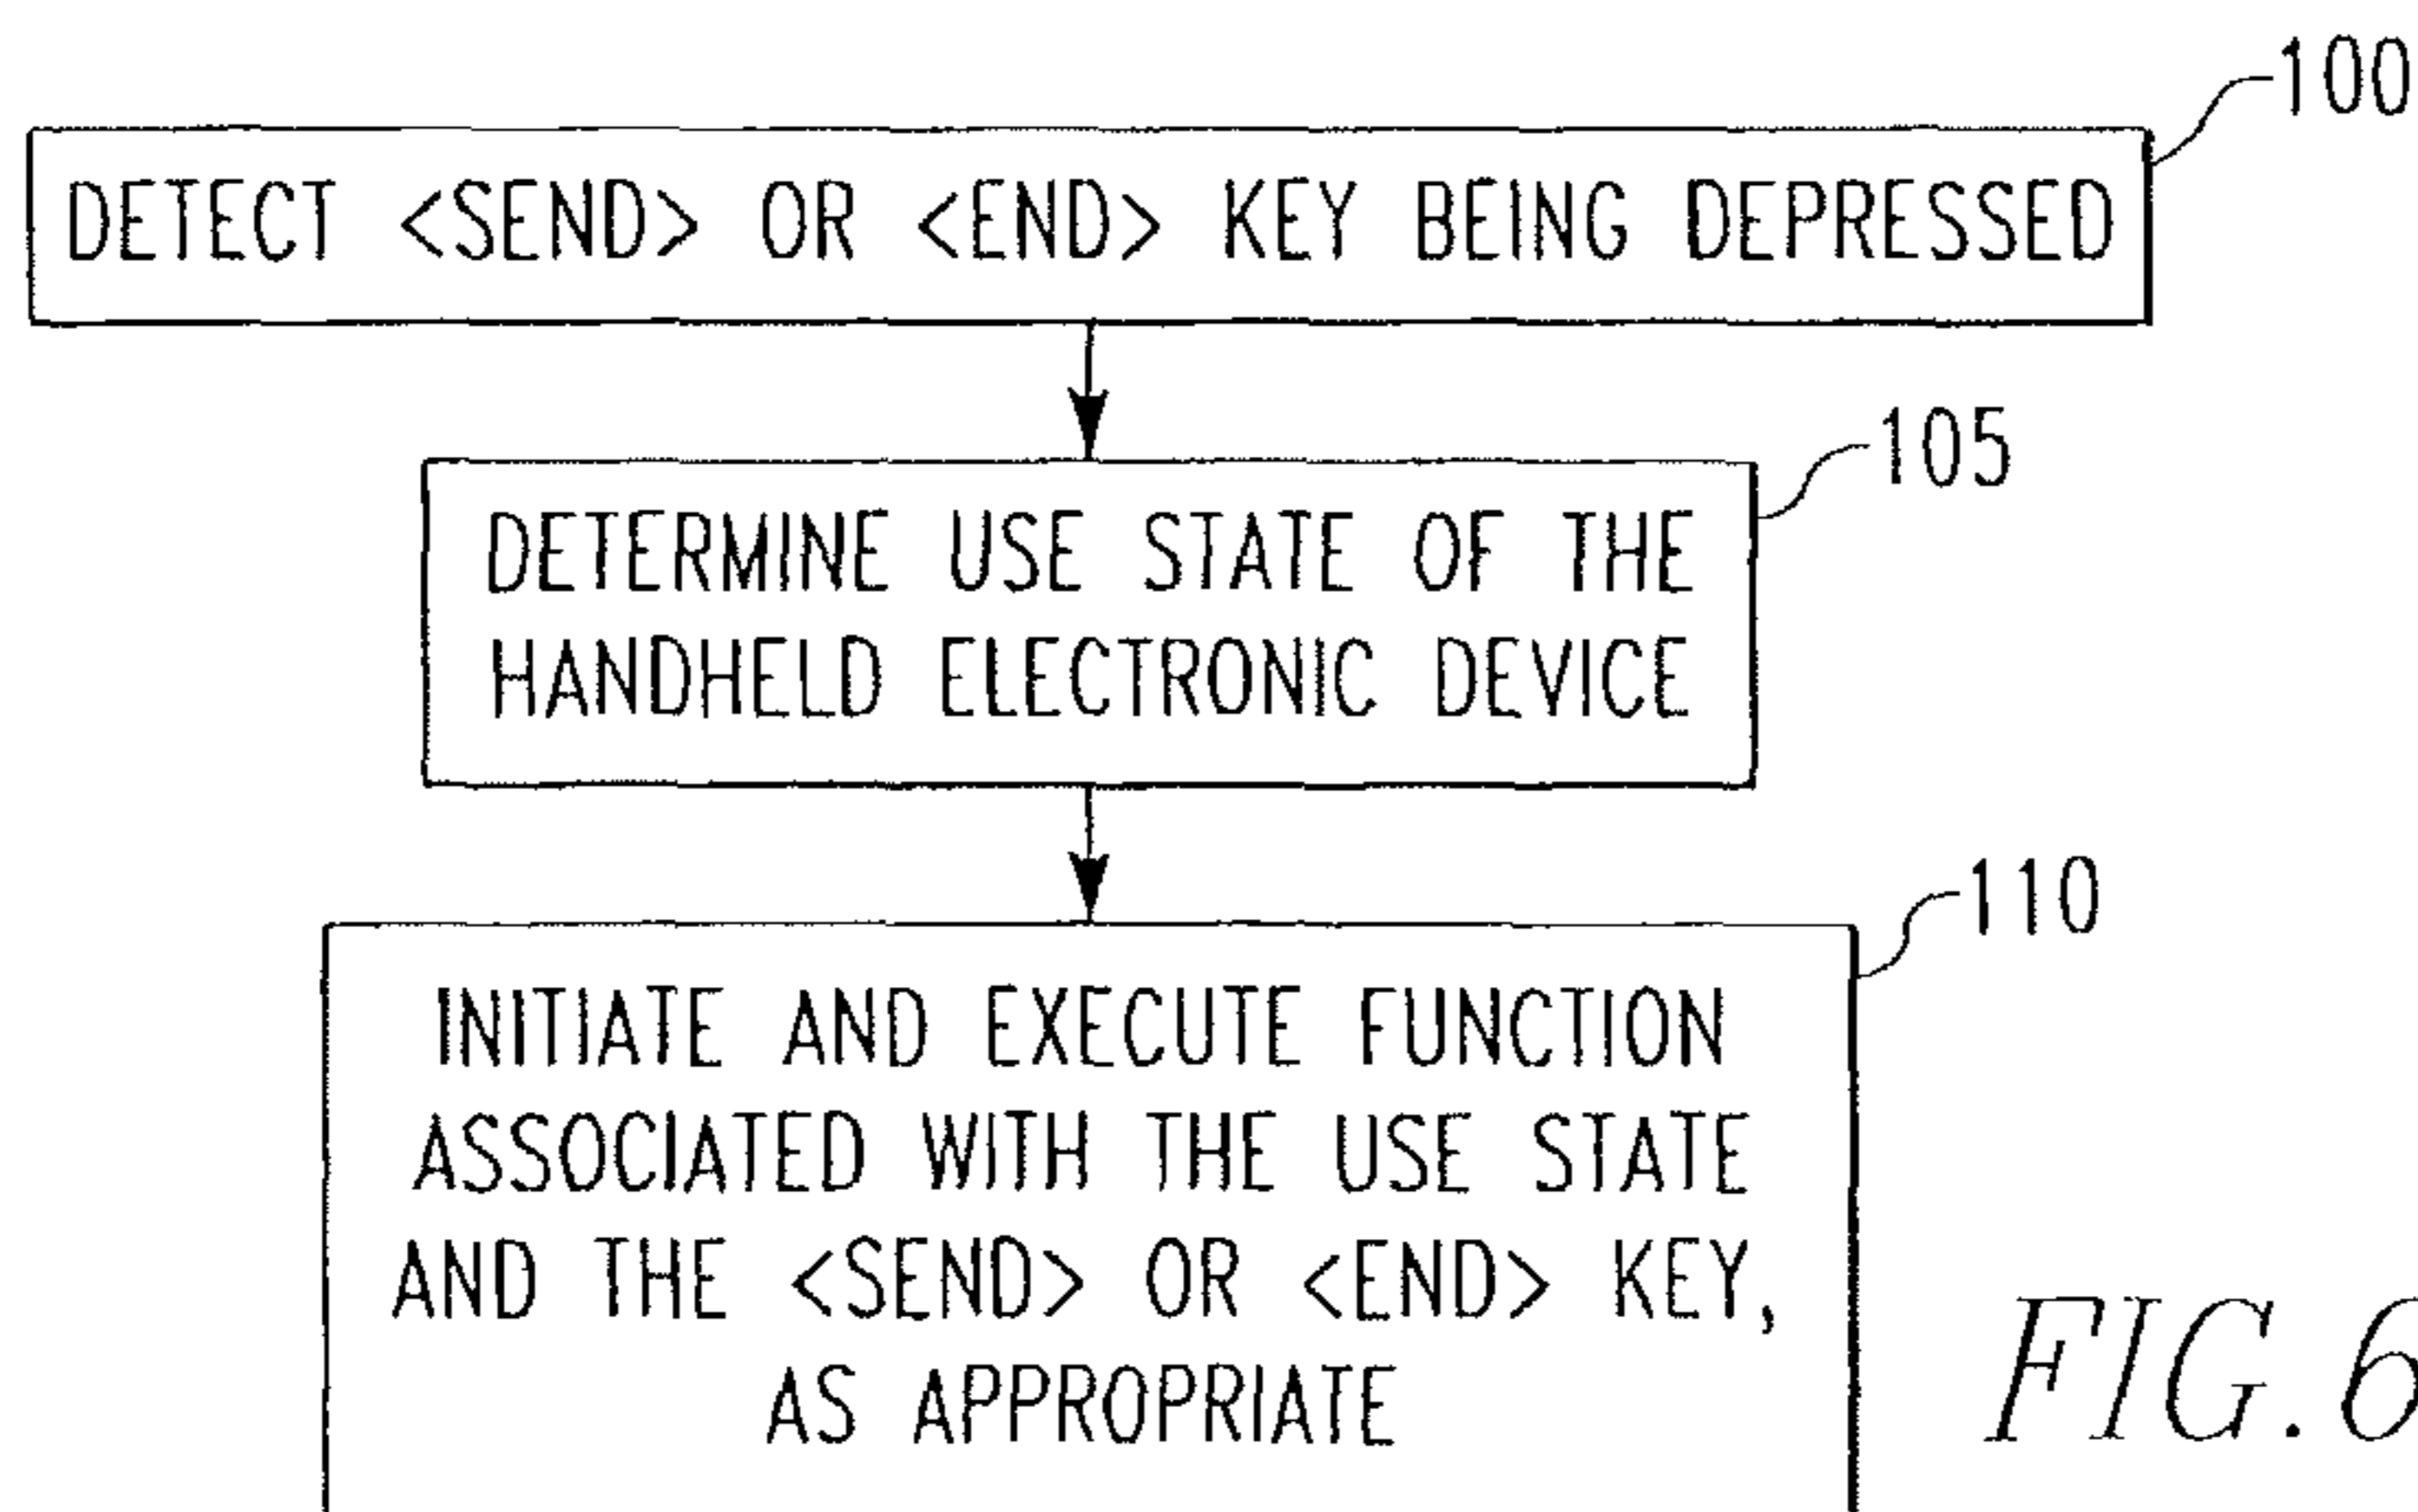 100
DETECT <SEND> OR <END> KEY BEING DEPRESSED
105
DETERMINE USE STATE OF THE
HANDHELD ELECTRONIC DEVICE
110
INITIATE AND EXECUTE FUNCTION
ASSOCIATED WITH THE USE STATE
AND THE <SEND> OR <END> KEY,
AS APPROPRIATE
FIG. 6